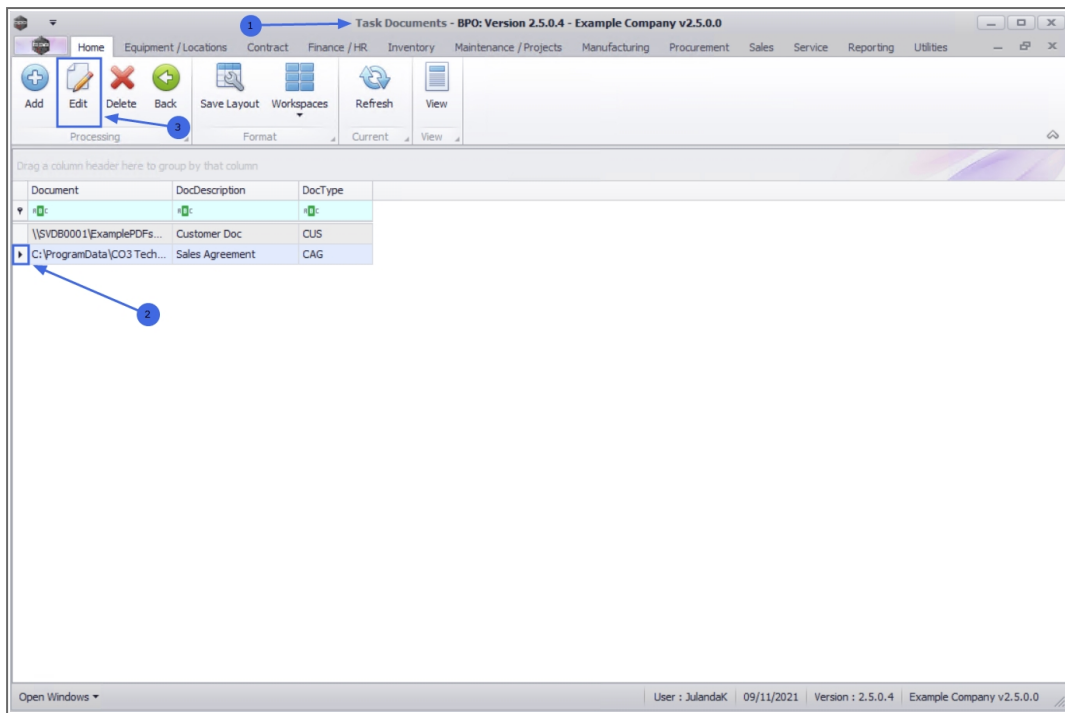 1
Task Documents - BPO: Version 2.5.0.4 - Example Company v2.5.0.0
Home Equipment / Locations Contract Finance / HR Inventory Maintenance / Projects Manufacturing Procurement Sales Service Reporting Utilities
Add Edit Delete Back Save Layout Workspaces Refresh View
3
Processing Format Current View
Drag a column header here to group by that column
Document DocDescription DocType
\\SVDB0001\ExamplePDFs... Customer Doc CUS
C:\ProgramData\CO3 Tech... Sales Agreement CAG
2
Open Windows User : JulandaK 09/11/2021 Version : 2.5.0.4 Example Company v2.5.0.0